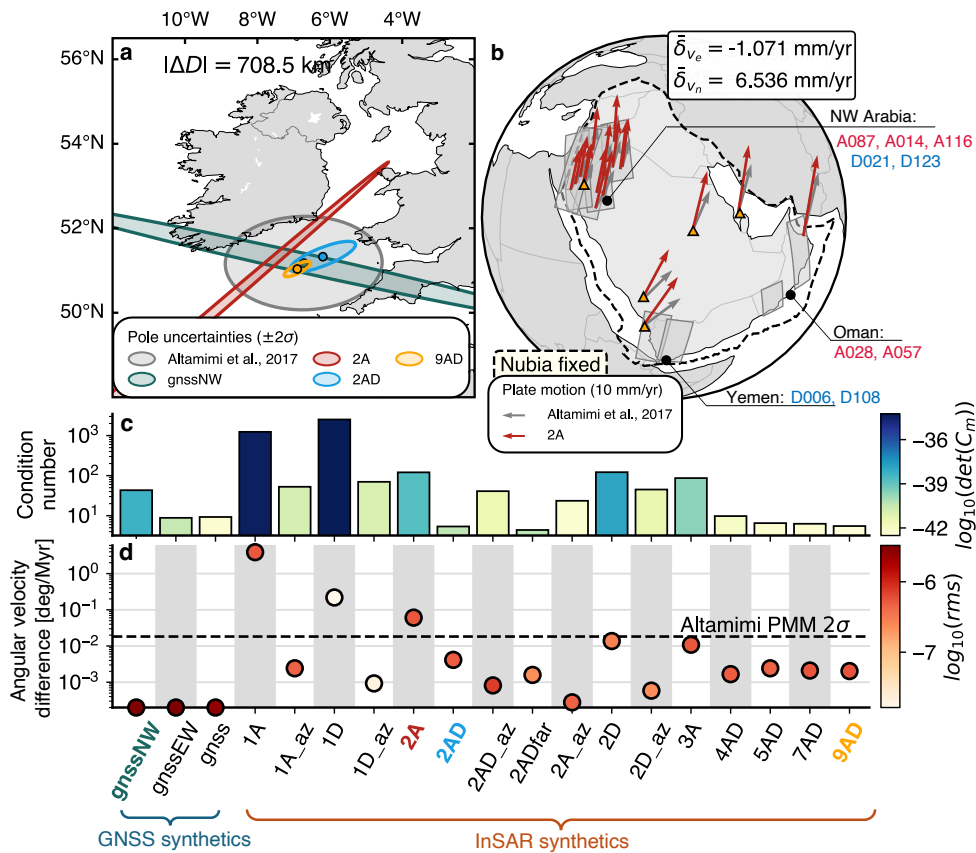 10°W 8°W 6°W 4°W
56°N
54°N
52°N
50°N
a
|ΔD| = 708.5 km
Pole uncertainties (±2σ)
Altamimi et al., 2017
gnssNW
2A
2AD
9AD
b
δ̄vₑ = -1.071 mm/yr
δ̄vₙ = 6.536 mm/yr
NW Arabia:
A087, A014, A116
D021, D123
Oman:
A028, A057
Yemen: D006, D108
Nubia fixed
Plate motion (10 mm/yr)
Altamimi et al., 2017
2A
c
Condition
number
10³
10²
10¹
−36
−39
−42
log₁₀(det(Cₘ))
d
Angular velocity
difference [deg/Myr]
10⁰
10⁻¹
10⁻²
10⁻³
Altamimi PMM 2σ
−6
−7
log₁₀(rms)
gnssNW
gnssEW
gnss
1A
1A_az
1D
1D_az
2A
2AD
2AD_az
2ADfar
2A_az
2D
2D_az
3A
4AD
5AD
7AD
9AD
GNSS synthetics
InSAR synthetics